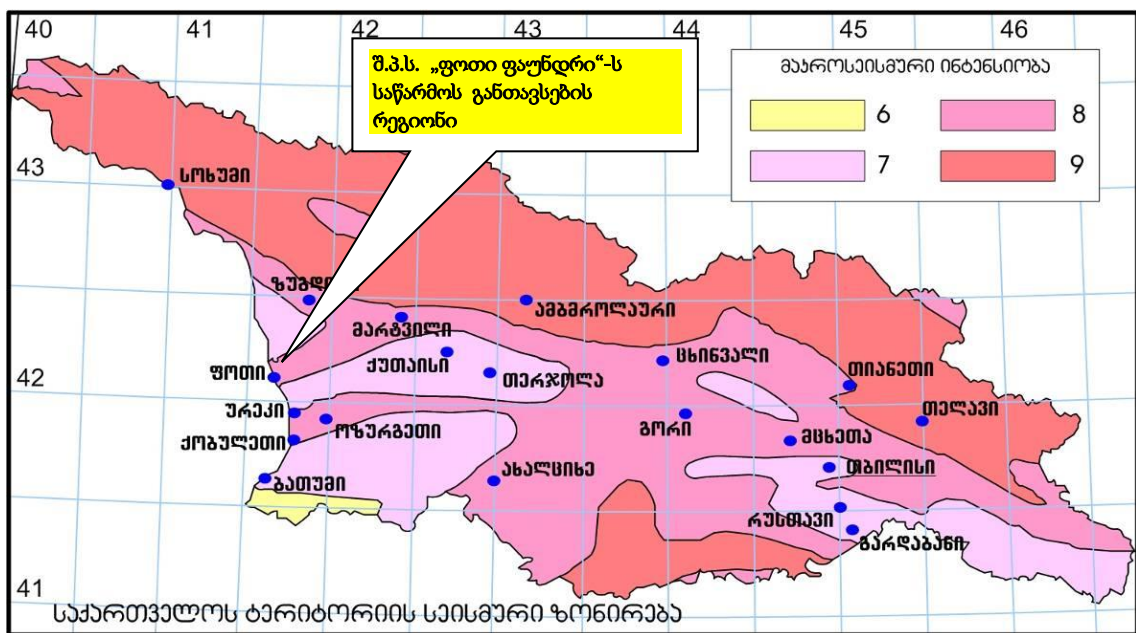 40 41 42 43 44 45 46
შ.პ.ს. „ფოთი ფაუნდრი“-ს
საწარმოს განთავსების
რეგიონი
მაკროსეისმური ინტენსიობა
6 8
7 9
43
სოხუმი
ამბმროლაური
მარტვილი
ცხინვალი
ქუთაისი
თერჯოლა
თიანეთი
ფოთი
42
ურეკი
თელავი
ოზურგეთი
გორი
მცხეთა
ქობულეთი
ახალციხე
თბილისი
ბათუმი
რუსთავი
გარდაბანი
41
საქართველოს ტერიტორიის სეისმური ზონირება